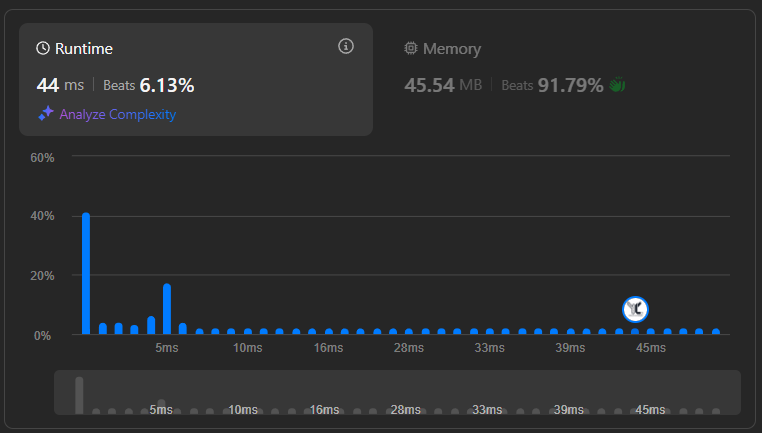 Runtime
44 ms | Beats 6.13%
Analyze Complexity
Memory
45.54 MB | Beats 91.79%
60%
40%
20%
0%
5ms 10ms 16ms 28ms 33ms 39ms 45ms
5ms 10ms 16ms 28ms 33ms 39ms 45ms